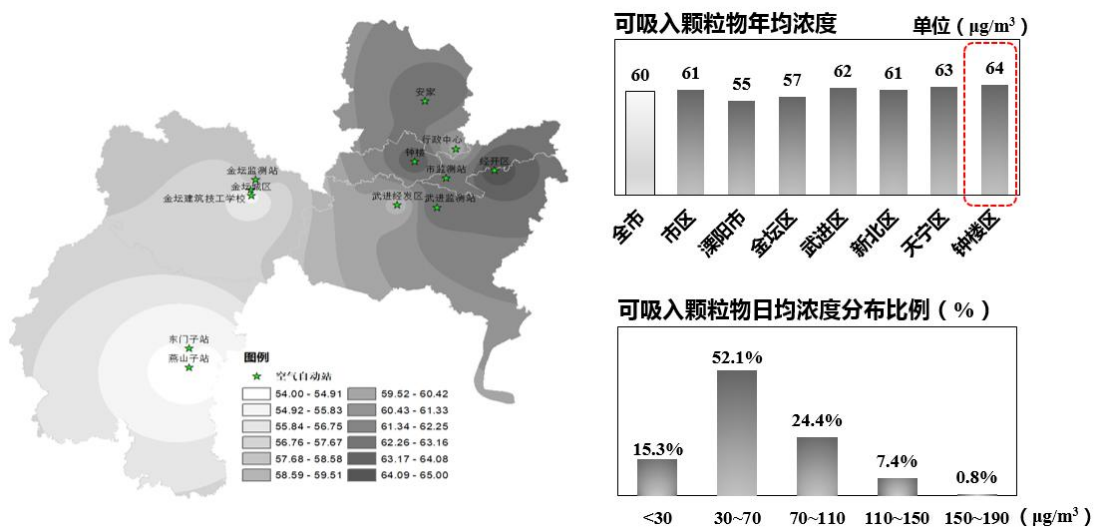 安家
行政中心
钟楼
经开区
市监测站
金坛监测站
金坛城区
金坛建筑技工学校
武进经发区
武进监测站
东门子站
燕山子站
图例
空气自动站
54.00 - 54.91
54.92 - 55.83
55.84 - 56.75
56.76 - 57.67
57.68 - 58.58
58.59 - 59.51
59.52 - 60.42
60.43 - 61.33
61.34 - 62.25
62.26 - 63.16
63.17 - 64.08
64.09 - 65.00
可吸入颗粒物年均浓度 单位（μg/m³）
60 61 55 57 62 61 63 64
全市 市区 溧阳市 金坛区 武进区 新北区 天宁区 钟楼区
可吸入颗粒物日均浓度分布比例（%）
15.3% 52.1% 24.4% 7.4% 0.8%
<30 30~70 70~110 110~150 150~190 (μg/m³)